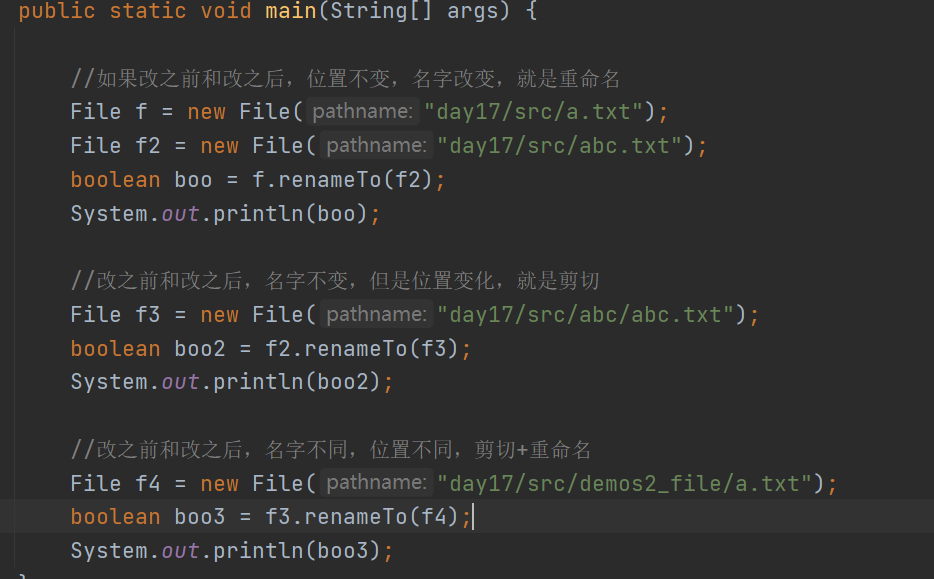 public static void main(String[] args) {
//如果改之前和改之后，位置不变，名字改变，就是重命名
File f = new File( pathname: "day17/src/a.txt");
File f2 = new File( pathname: "day17/src/abc.txt");
boolean boo = f.renameTo(f2);
System.out.println(boo);
//改之前和改之后，名字不变，但是位置变化，就是剪切
File f3 = new File( pathname: "day17/src/abc/abc.txt");
boolean boo2 = f2.renameTo(f3);
System.out.println(boo2);
//改之前和改之后，名字不同，位置不同，剪切+重命名
File f4 = new File( pathname: "day17/src/demos2_file/a.txt");
boolean boo3 = f3.renameTo(f4);
System.out.println(boo3);
}